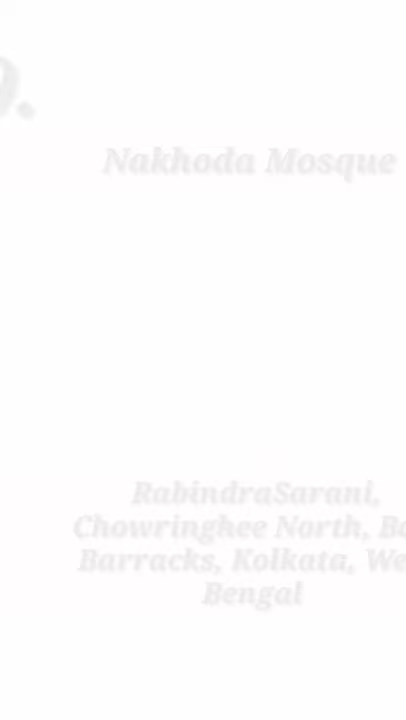 Nakhoda Mosque
RabindraSarani,
Chowringhee North,
Barracks, Kolkata,
Bengal